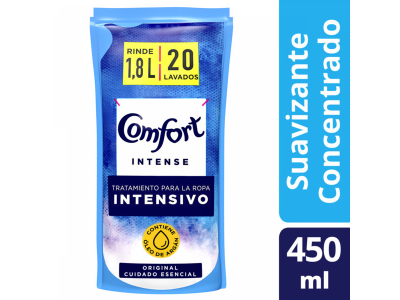 RINDE
1,8 L
20
LAVADOS
Comfort
INTENSE
TRATAMIENTO PARA LA ROPA
INTENSIVO
CONTIENE
ÓLEO DE ARGÁN
ORIGINAL
CUIDADO ESENCIAL
Suavizante
Concentrado
450
ml